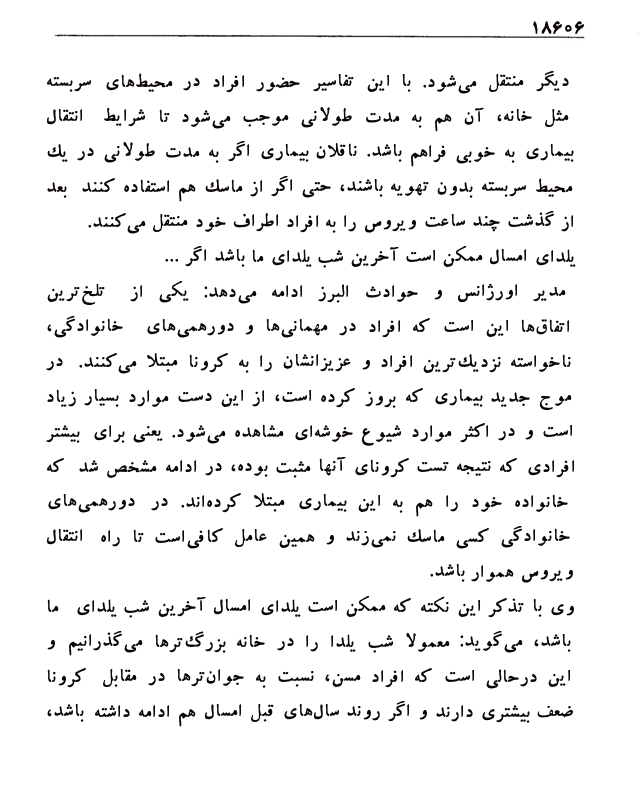 ۱۸۶۰۶
دیگر منتقل می‌شود. با این تفاسیر حضور افراد در محیط‌های سربسته
مثل خانه، آن هم به مدت طولانی موجب می‌شود تا شرایط انتقال
بیماری به خوبی فراهم باشد. ناقلان بیماری اگر به مدت طولانی در یك
محیط سربسته بدون تهویه باشند، حتی اگر از ماسك هم استفاده کنند بعد
از گذشت چند ساعت ویروس را به افراد اطراف خود منتقل می‌کنند.
یلدای امسال ممکن است آخرین شب یلدای ما باشد اگر ...
مدیر اورژانس و حوادث البرز ادامه می‌دهد: یکی از تلخ‌ترین
اتفاق‌ها این است که افراد در مهمانی‌ها و دورهمی‌های خانوادگی،
ناخواسته نزدیك‌ترین افراد و عزیزانشان را به کرونا مبتلا می‌کنند. در
موج جدید بیماری که بروز کرده است، از این دست موارد بسیار زیاد
است و در اکثر موارد شیوع خوشه‌ای مشاهده می‌شود. یعنی برای بیشتر
افرادی که نتیجه تست کرونای آنها مثبت بوده، در ادامه مشخص شد که
خانواده خود را هم به این بیماری مبتلا کرده‌اند. در دورهمی‌های
خانوادگی کسی ماسك نمی‌زند و همین عامل کافی‌است تا راه انتقال
ویروس هموار باشد.
وی با تذکر این نکته که ممکن است یلدای امسال آخرین شب یلدای ما
باشد، می‌گوید: معمولا شب یلدا را در خانه بزرگ‌ترها می‌گذرانیم و
این درحالی است که افراد مسن، نسبت به جوان‌ترها در مقابل کرونا
ضعف بیشتری دارند و اگر روند سال‌های قبل امسال هم ادامه داشته باشد،